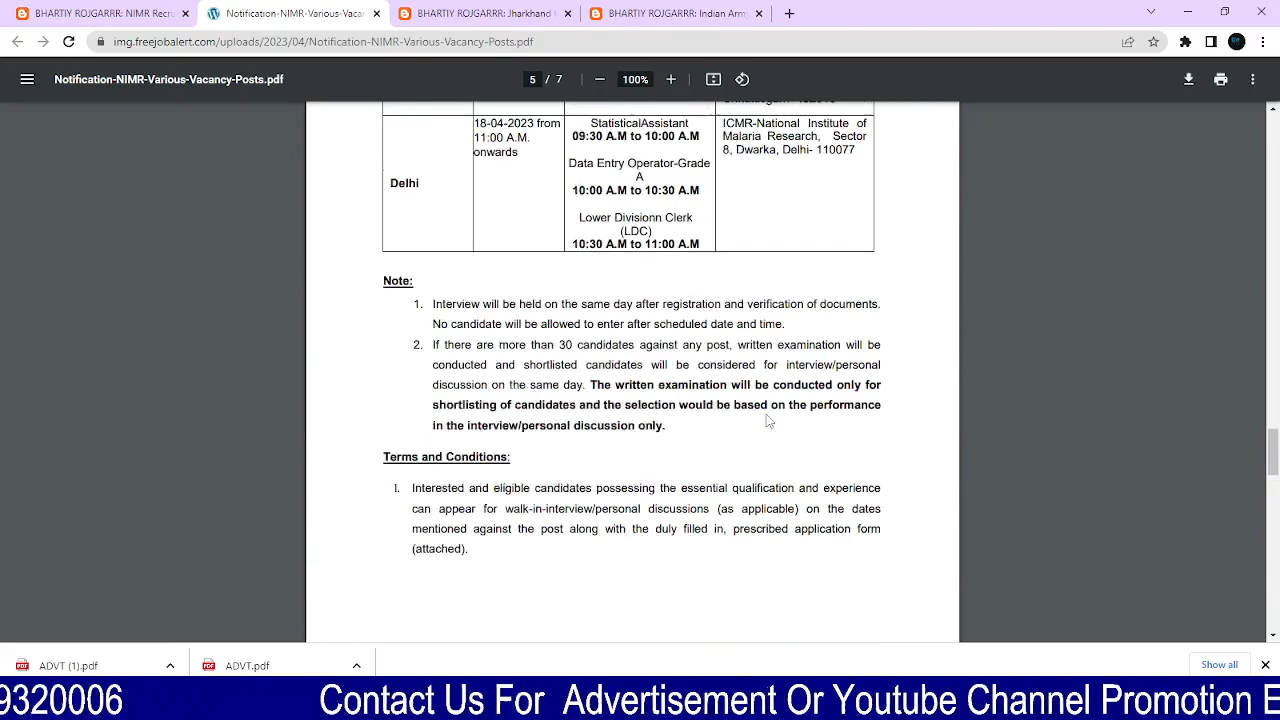 BHARTIY ROJGARRR: NIMR Recru
Notification-NIMR-Various-Vacan
BHARTIY ROJGARRR: Jharkhand
BHARTIY ROJGARRR: Indian Army
img.freejobalert.com/uploads/2023/04/Notification-NIMR-Various-Vacancy-Posts.pdf
Notification-NIMR-Various-Vacancy-Posts.pdf
5 / 7
100%
Delhi
18-04-2023 from
11:00 A.M.
onwards
StatisticalAssistant
09:30 A.M to 10:00 A.M
Data Entry Operator-Grade
A
10:00 A.M to 10:30 A.M
Lower Divisionn Clerk
(LDC)
10:30 A.M to 11:00 A.M
ICMR-National Institute of
Malaria Research, Sector
8, Dwarka, Delhi- 110077
Note:
1. Interview will be held on the same day after registration and verification of documents.
No candidate will be allowed to enter after scheduled date and time.
2. If there are more than 30 candidates against any post, written examination will be
conducted and shortlisted candidates will be considered for interview/personal
discussion on the same day. The written examination will be conducted only for
shortlisting of candidates and the selection would be based on the performance
in the interview/personal discussion only.
Terms and Conditions:
I. Interested and eligible candidates possessing the essential qualification and experience
can appear for walk-in-interview/personal discussions (as applicable) on the dates
mentioned against the post along with the duly filled in, prescribed application form
(attached).
ADVT (1).pdf
ADVT.pdf
Show all
9320006 Contact Us For Advertisement Or Youtube Channel Promotion E